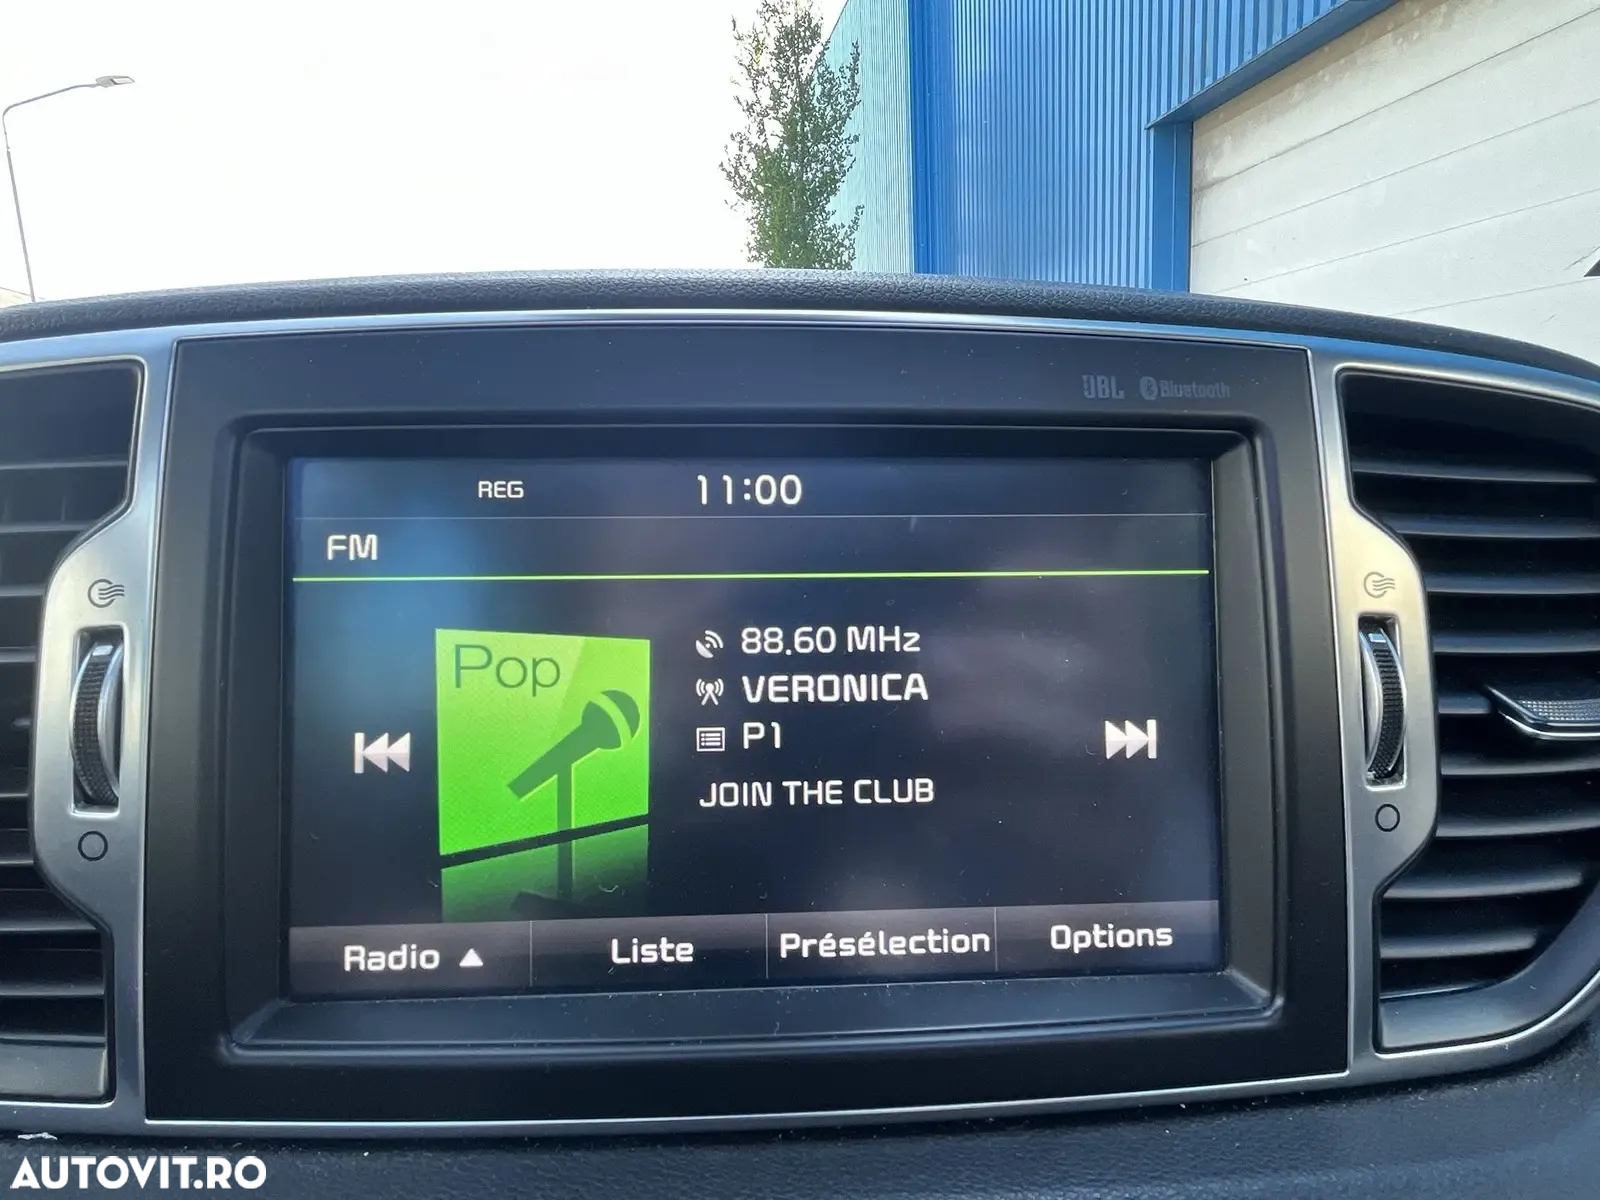 JBL Bluetooth
REG 11:00
FM
Pop
88.60 MHz
VERONICA
P1
JOIN THE CLUB
Radio ▲ Liste Présélection Options
AUTOVIT.RO